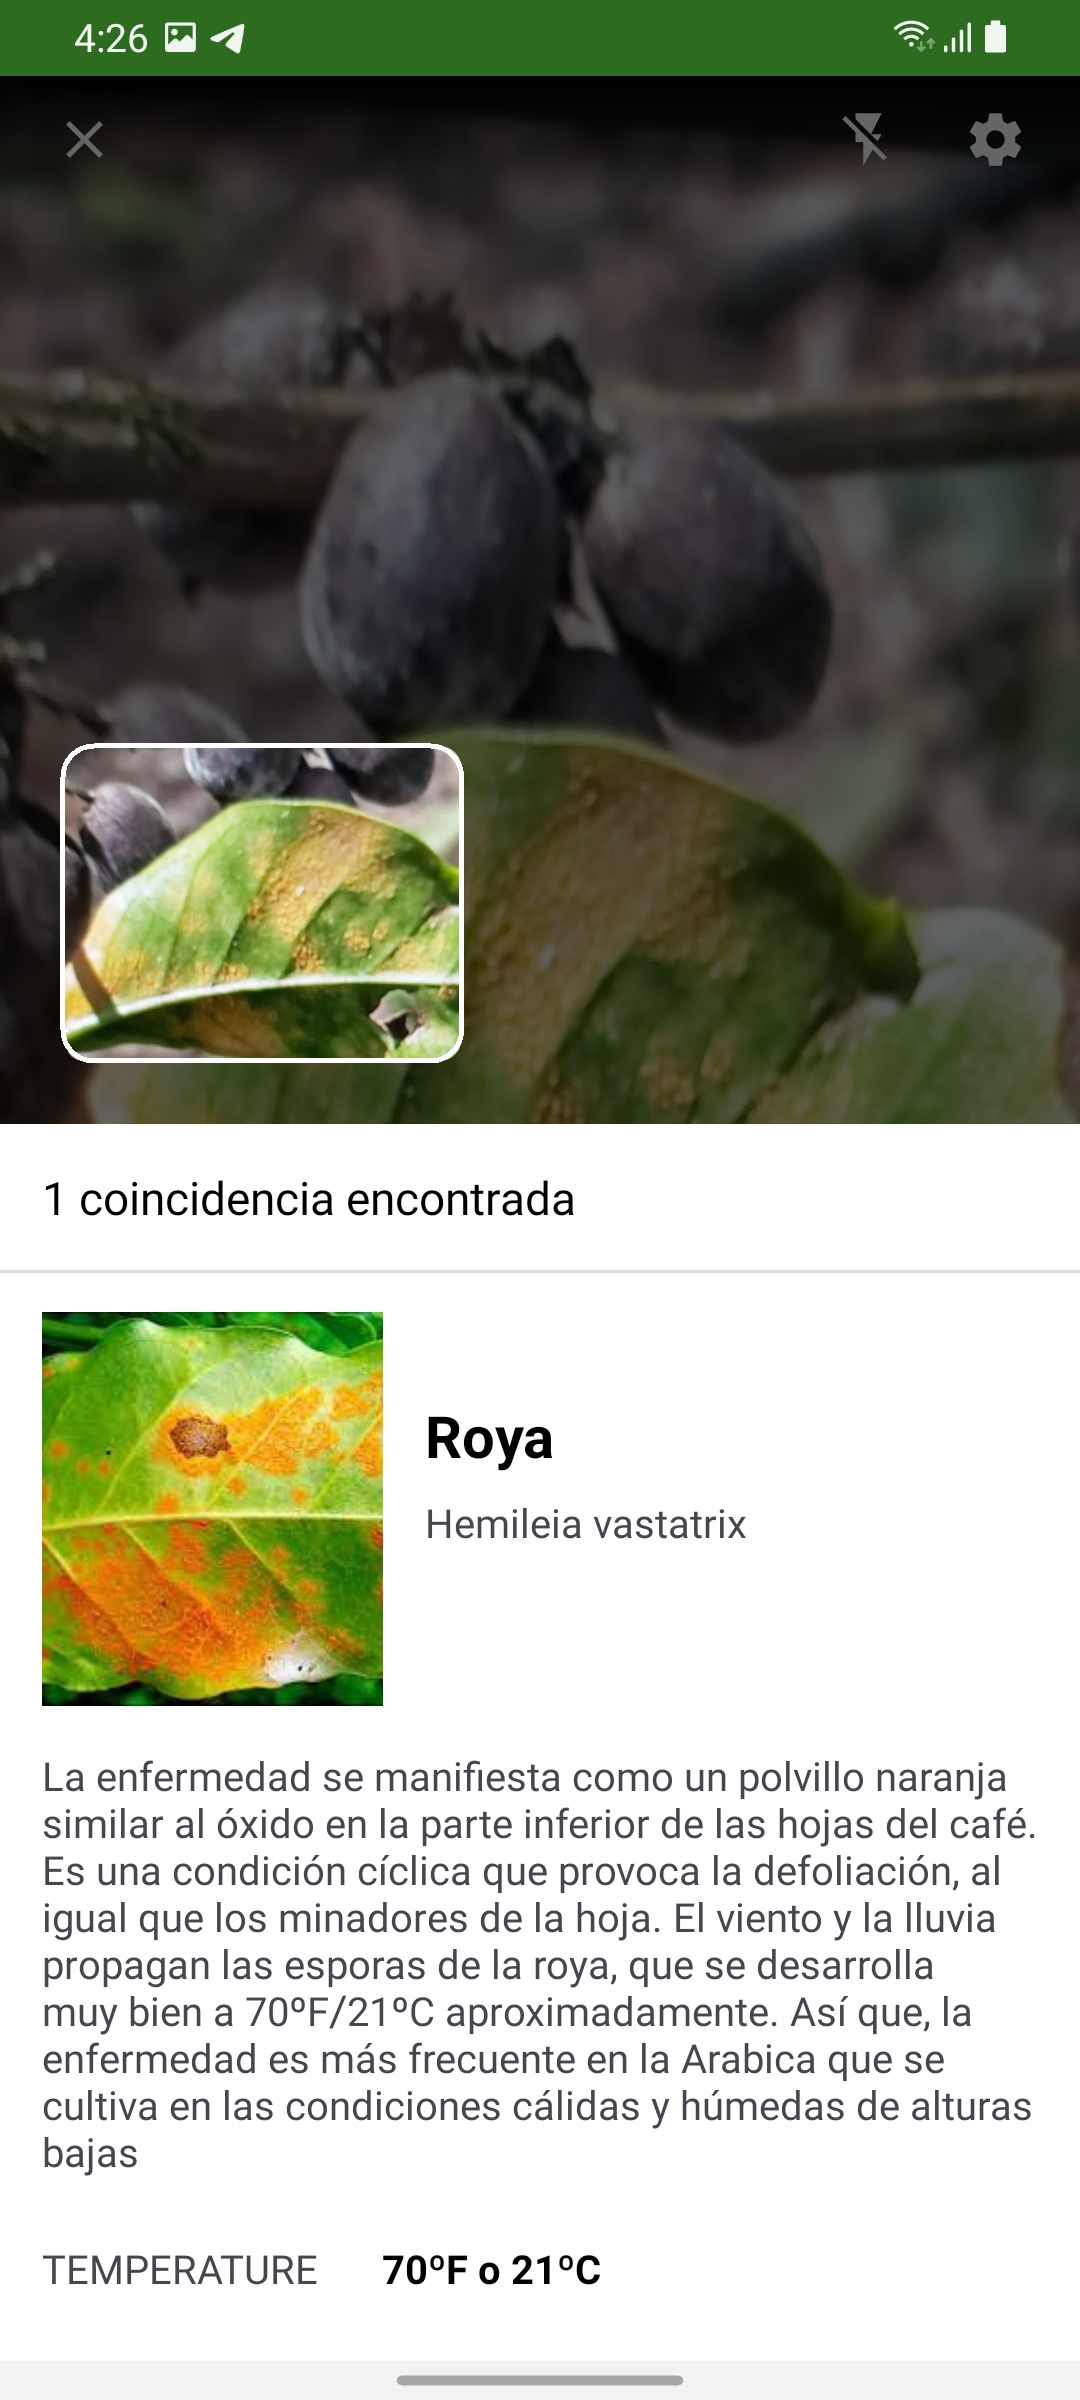 4:26
1 coincidencia encontrada
Roya
Hemileia vastatrix
La enfermedad se manifiesta como un polvillo naranja
similar al óxido en la parte inferior de las hojas del café.
Es una condición cíclica que provoca la defoliación, al
igual que los minadores de la hoja. El viento y la lluvia
propagan las esporas de la roya, que se desarrolla
muy bien a 70ºF/21ºC aproximadamente. Así que, la
enfermedad es más frecuente en la Arabica que se
cultiva en las condiciones cálidas y húmedas de alturas
bajas
TEMPERATURE 70ºF o 21ºC